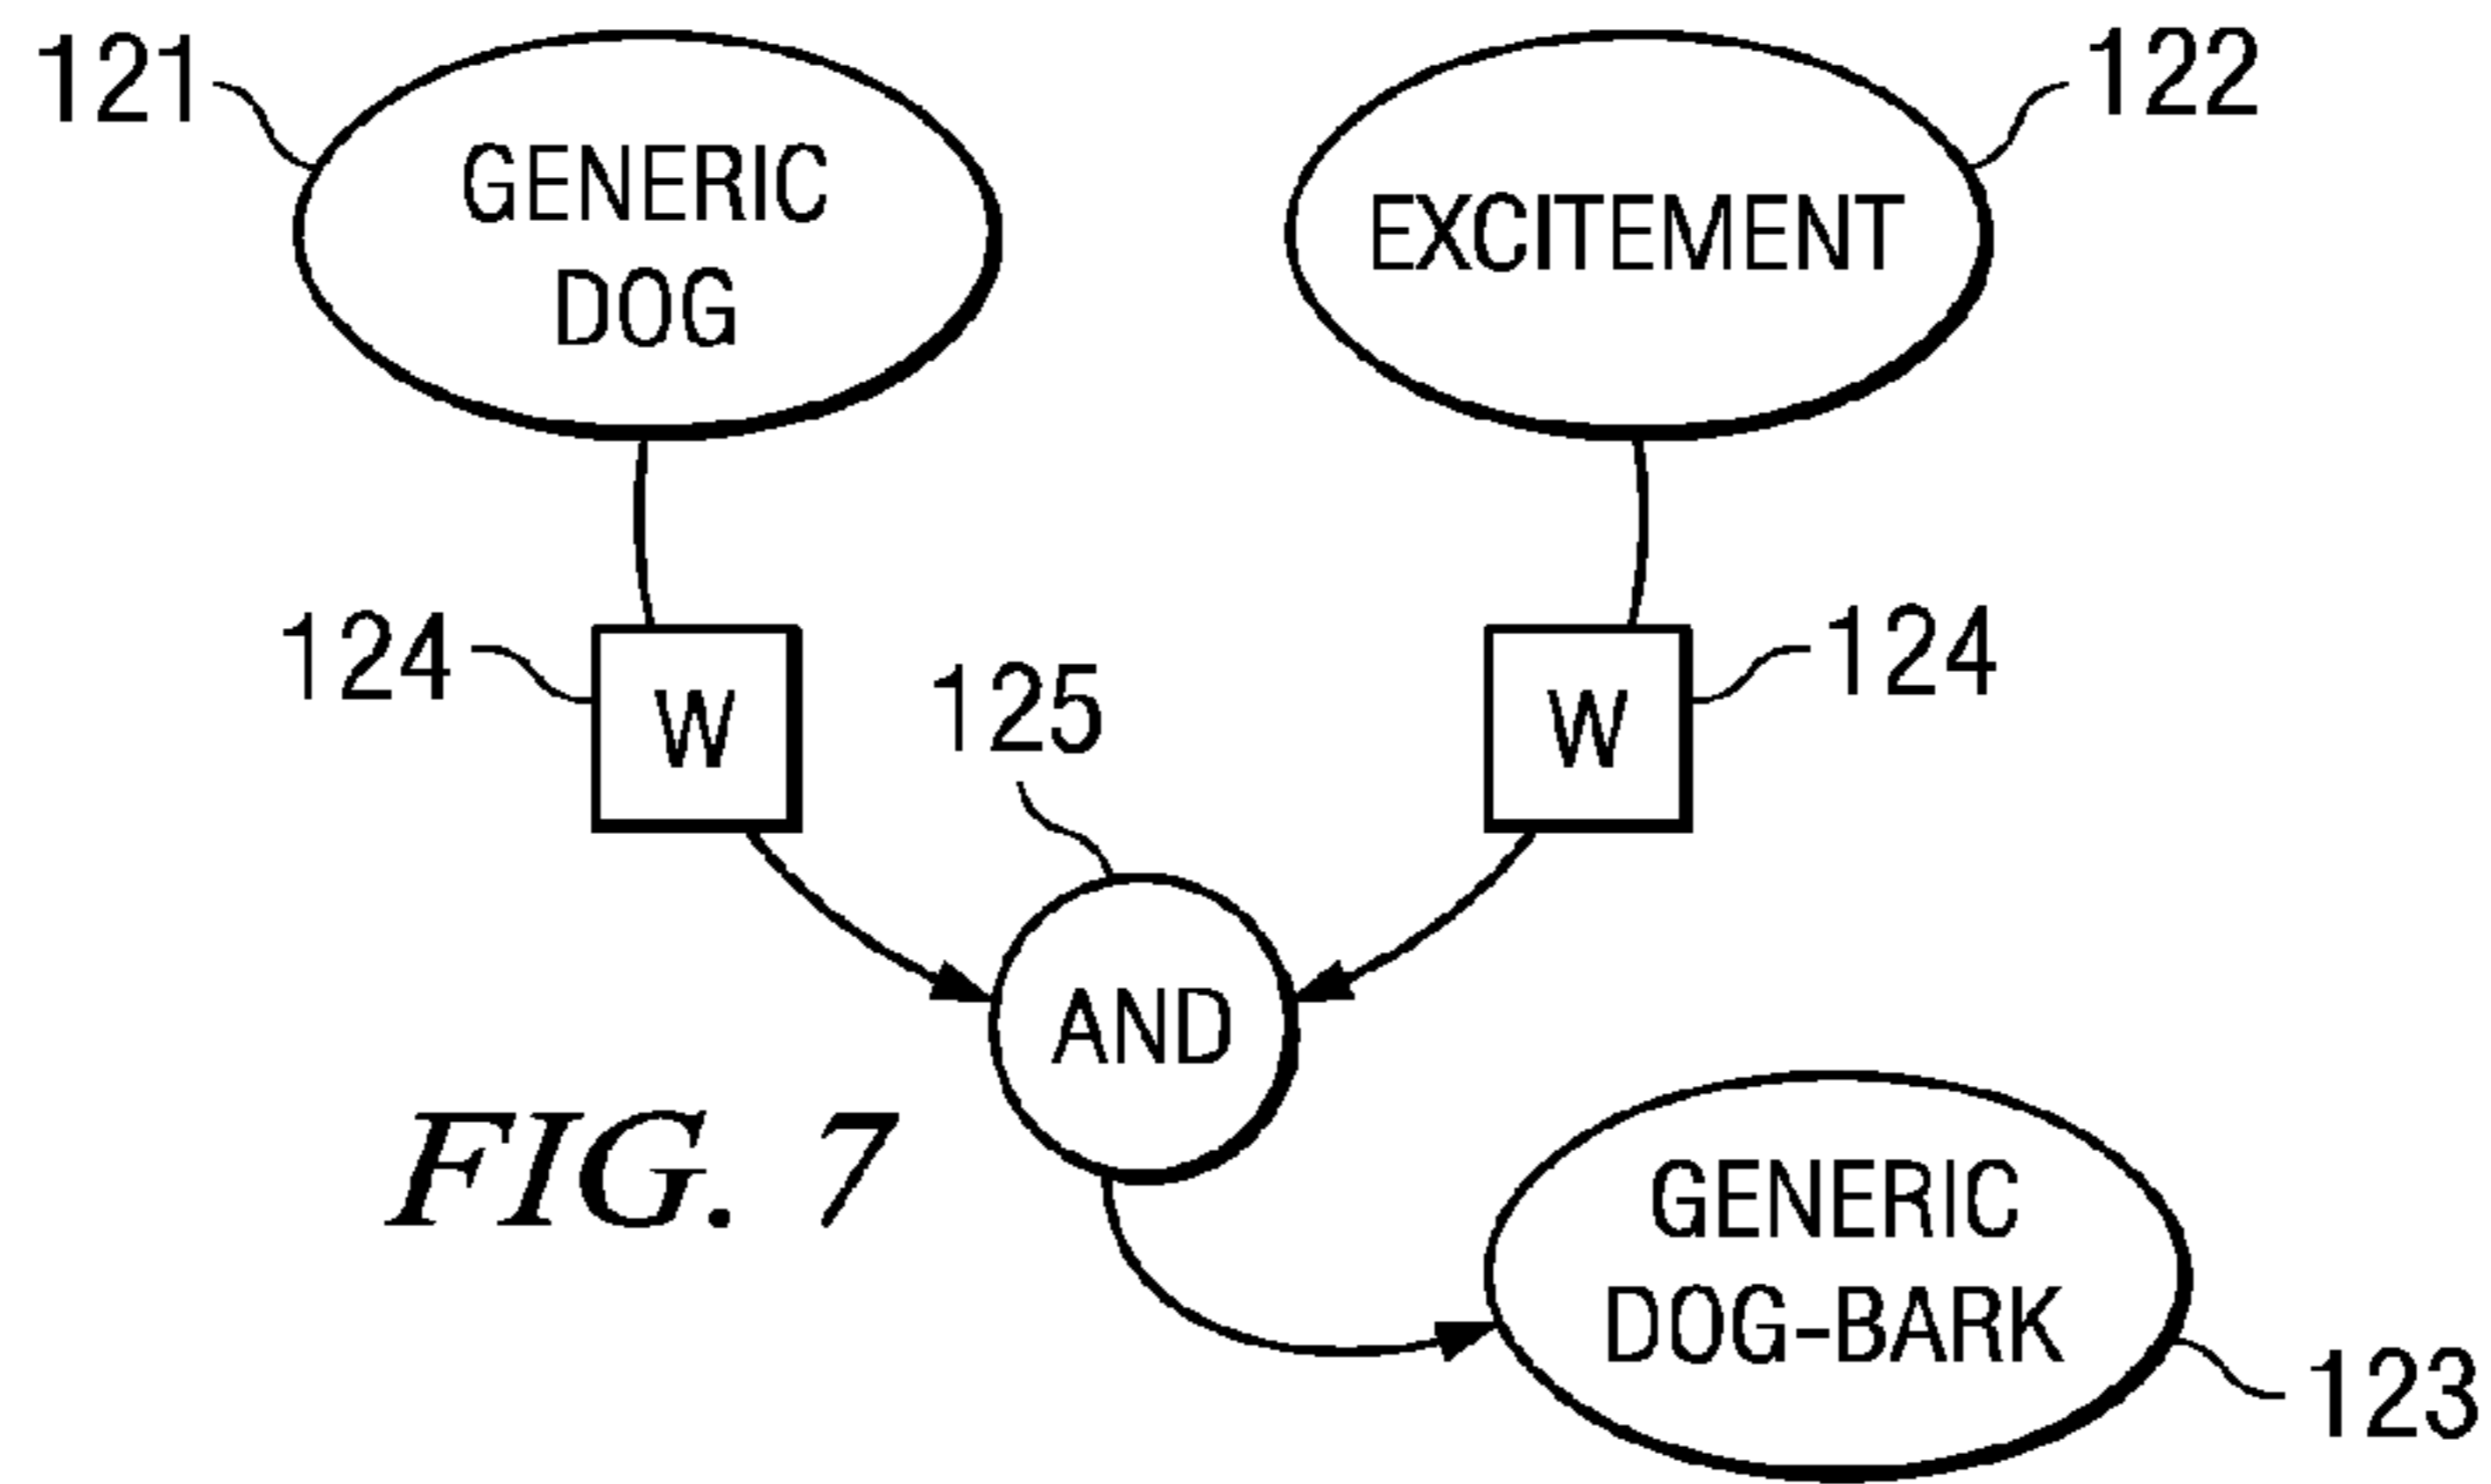 121
GENERIC
DOG
EXCITEMENT
122
124
W
125
W
124
AND
FIG. 7
GENERIC
DOG-BARK
123